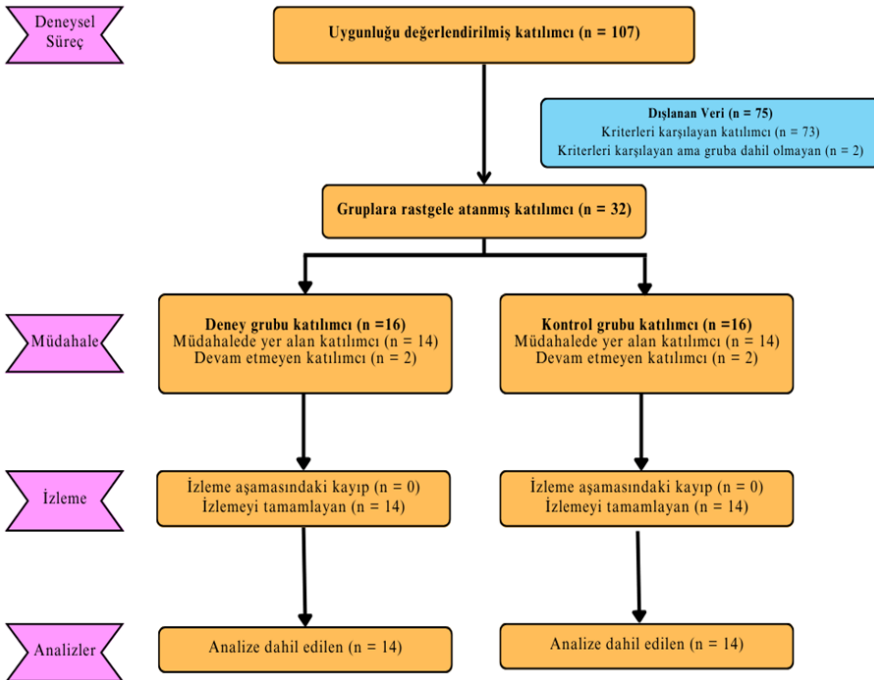 Deneysel
Süreç
Uygunluğu değerlendirilmiş katılımcı (n = 107)
Dışlanan Veri (n = 75)
Kriterleri karşılayan katılımcı (n = 73)
Kriterleri karşılayan ama gruba dahil olmayan (n = 2)
Gruplara rastgele atanmış katılımcı (n = 32)
Müdahale
Deney grubu katılımcı (n =16)
Müdahalede yer alan katılımcı (n = 14)
Devam etmeyen katılımcı (n = 2)
Kontrol grubu katılımcı (n =16)
Müdahalede yer alan katılımcı (n = 14)
Devam etmeyen katılımcı (n = 2)
İzleme
İzleme aşamasındaki kayıp (n = 0)
İzlemeyi tamamlayan (n = 14)
İzleme aşamasındaki kayıp (n = 0)
İzlemeyi tamamlayan (n = 14)
Analizler
Analize dahil edilen (n = 14)
Analize dahil edilen (n = 14)